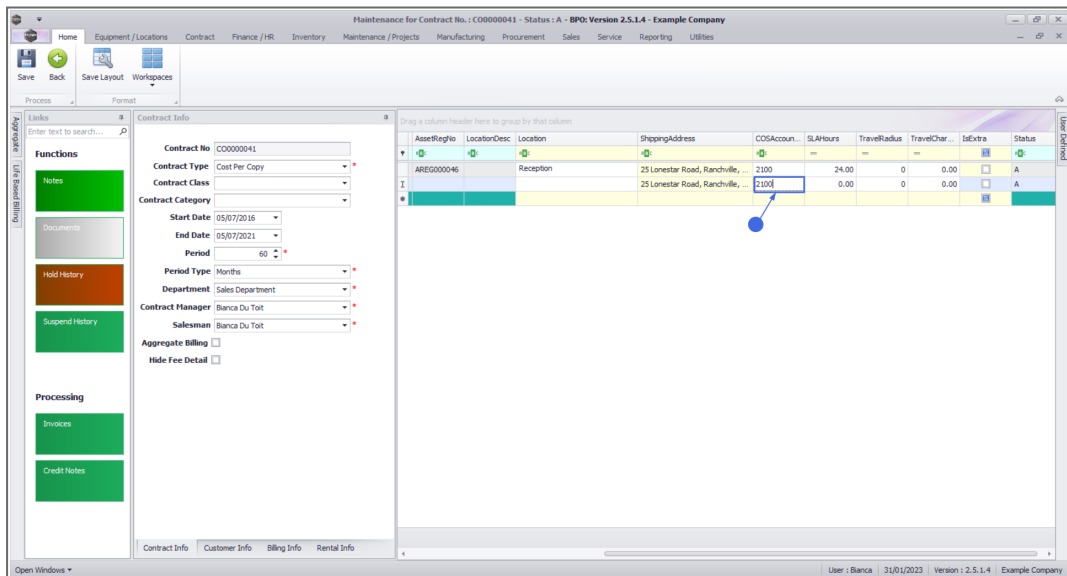 Maintenance for Contract No. : CO0000041 - Status : A - BPO: Version 2.5.1.4 - Example Company
Home Equipment / Locations Contract Finance / HR Inventory Maintenance / Projects Manufacturing Procurement Sales Service Reporting Utilities
Save Back Save Layout Workspaces
Process Format
Aggregate
Life Based Billing
Links
Enter text to search...
Functions
Notes
Documents
Hold History
Suspend History
Processing
Invoices
Credit Notes
Contract Info
Contract No CO0000041
Contract Type Cost Per Copy *
Contract Class
Contract Category
Start Date 05/07/2016
End Date 05/07/2021
Period 60 *
Period Type Months *
Department Sales Department *
Contract Manager Bianca Du Toit *
Salesman Bianca Du Toit *
Aggregate Billing
Hide Fee Detail
Contract Info Customer Info Billing Info Rental Info
Drag a column header here to group by that column
AssetRegNo LocationDesc Location ShippingAddress COSAccoun... SLAHours TravelRadius TravelChar... IsExtra Status
AREG000046 Reception 25 Lonestar Road, Ranchville, ... 2100 24.00 0 0.00 A
25 Lonestar Road, Ranchville, ... 2100 0.00 0 0.00 A
User Defined
Open Windows
User : Bianca 31/01/2023 Version : 2.5.1.4 Example Company